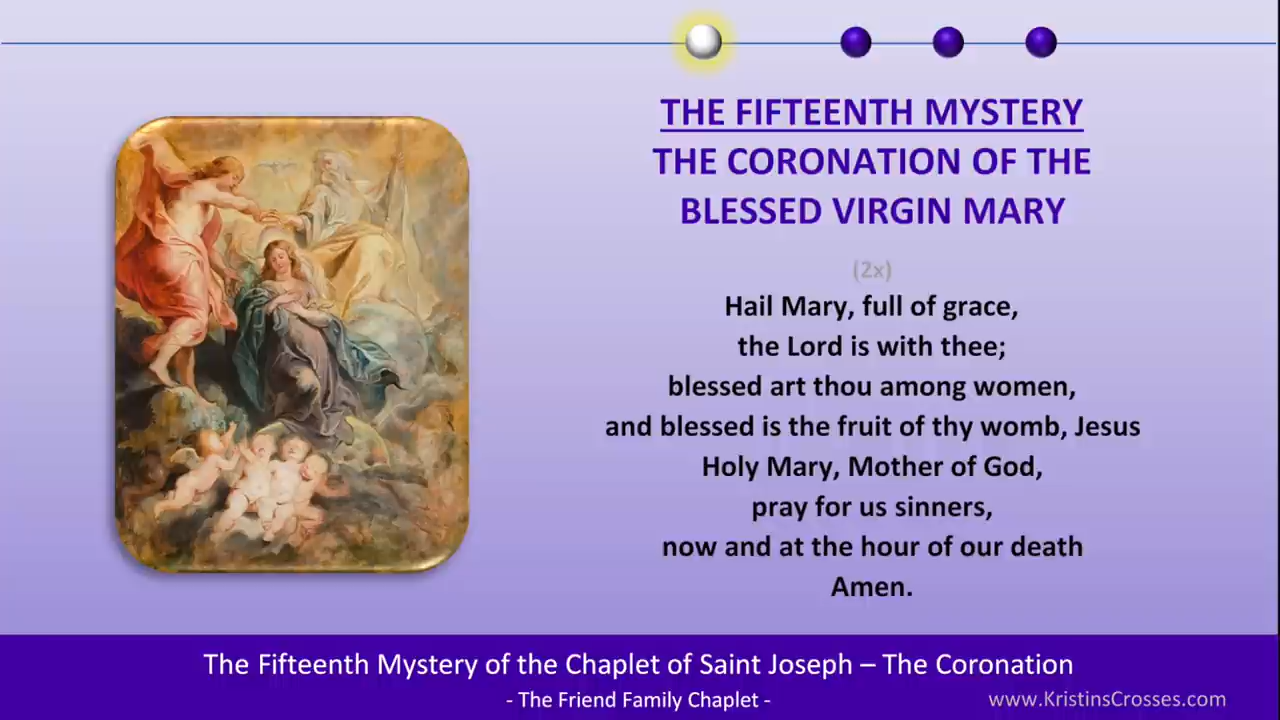 THE FIFTEENTH MYSTERY
THE CORONATION OF THE
BLESSED VIRGIN MARY
(2x)
Hail Mary, full of grace,
the Lord is with thee;
blessed art thou among women,
and blessed is the fruit of thy womb, Jesus
Holy Mary, Mother of God,
pray for us sinners,
now and at the hour of our death
Amen.
The Fifteenth Mystery of the Chaplet of Saint Joseph – The Coronation
- The Friend Family Chaplet -
www.KristinsCrosses.com